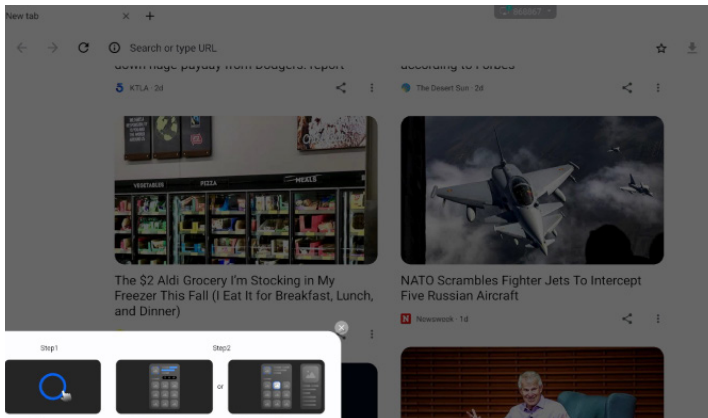 New tab
Search or type URL
down huge payday from Dodgers: report
according to Forbes
KTLA · 2d
The Desert Sun · 2d
VEGETABLES
PIZZA
MEALS
The $2 Aldi Grocery I'm Stocking in My
Freezer This Fall (I Eat It for Breakfast, Lunch,
and Dinner)
NATO Scrambles Fighter Jets To Intercept
Five Russian Aircraft
N Newsweek · 1d
Step1
Step2
or